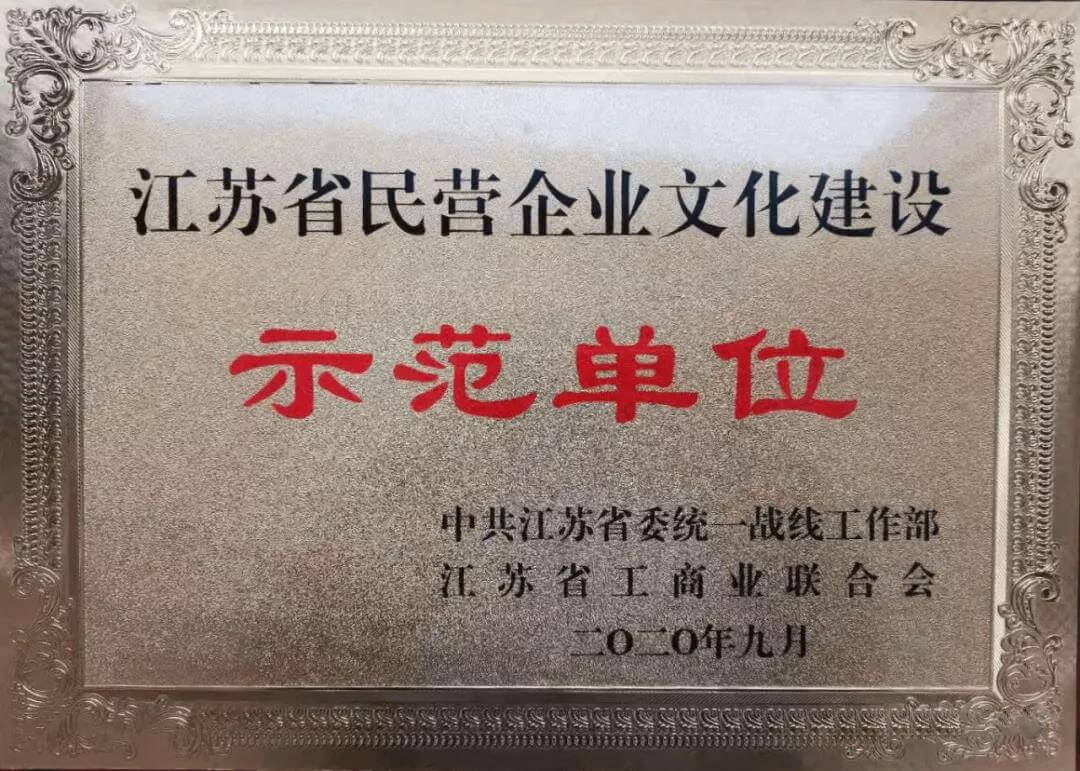 江苏省民营企业文化建设
示范单位
中共江苏省委统一战线工作部
江苏省工商业联合会
二〇二〇年九月